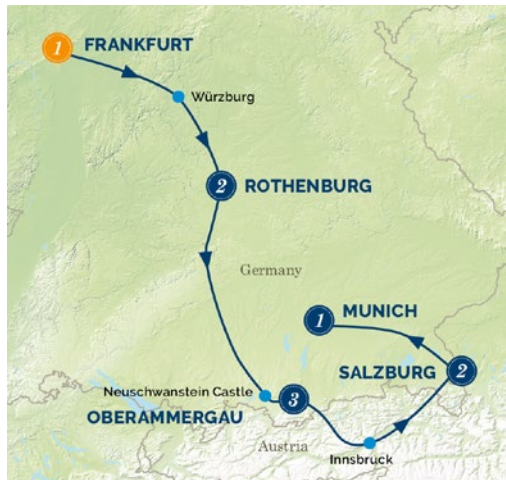 1 FRANKFURT
Würzburg
2 ROTHENBURG
Germany
1 MUNICH
SALZBURG 2
Neuschwanstein Castle
3
OBERAMMERGAU
Austria
Innsbruck